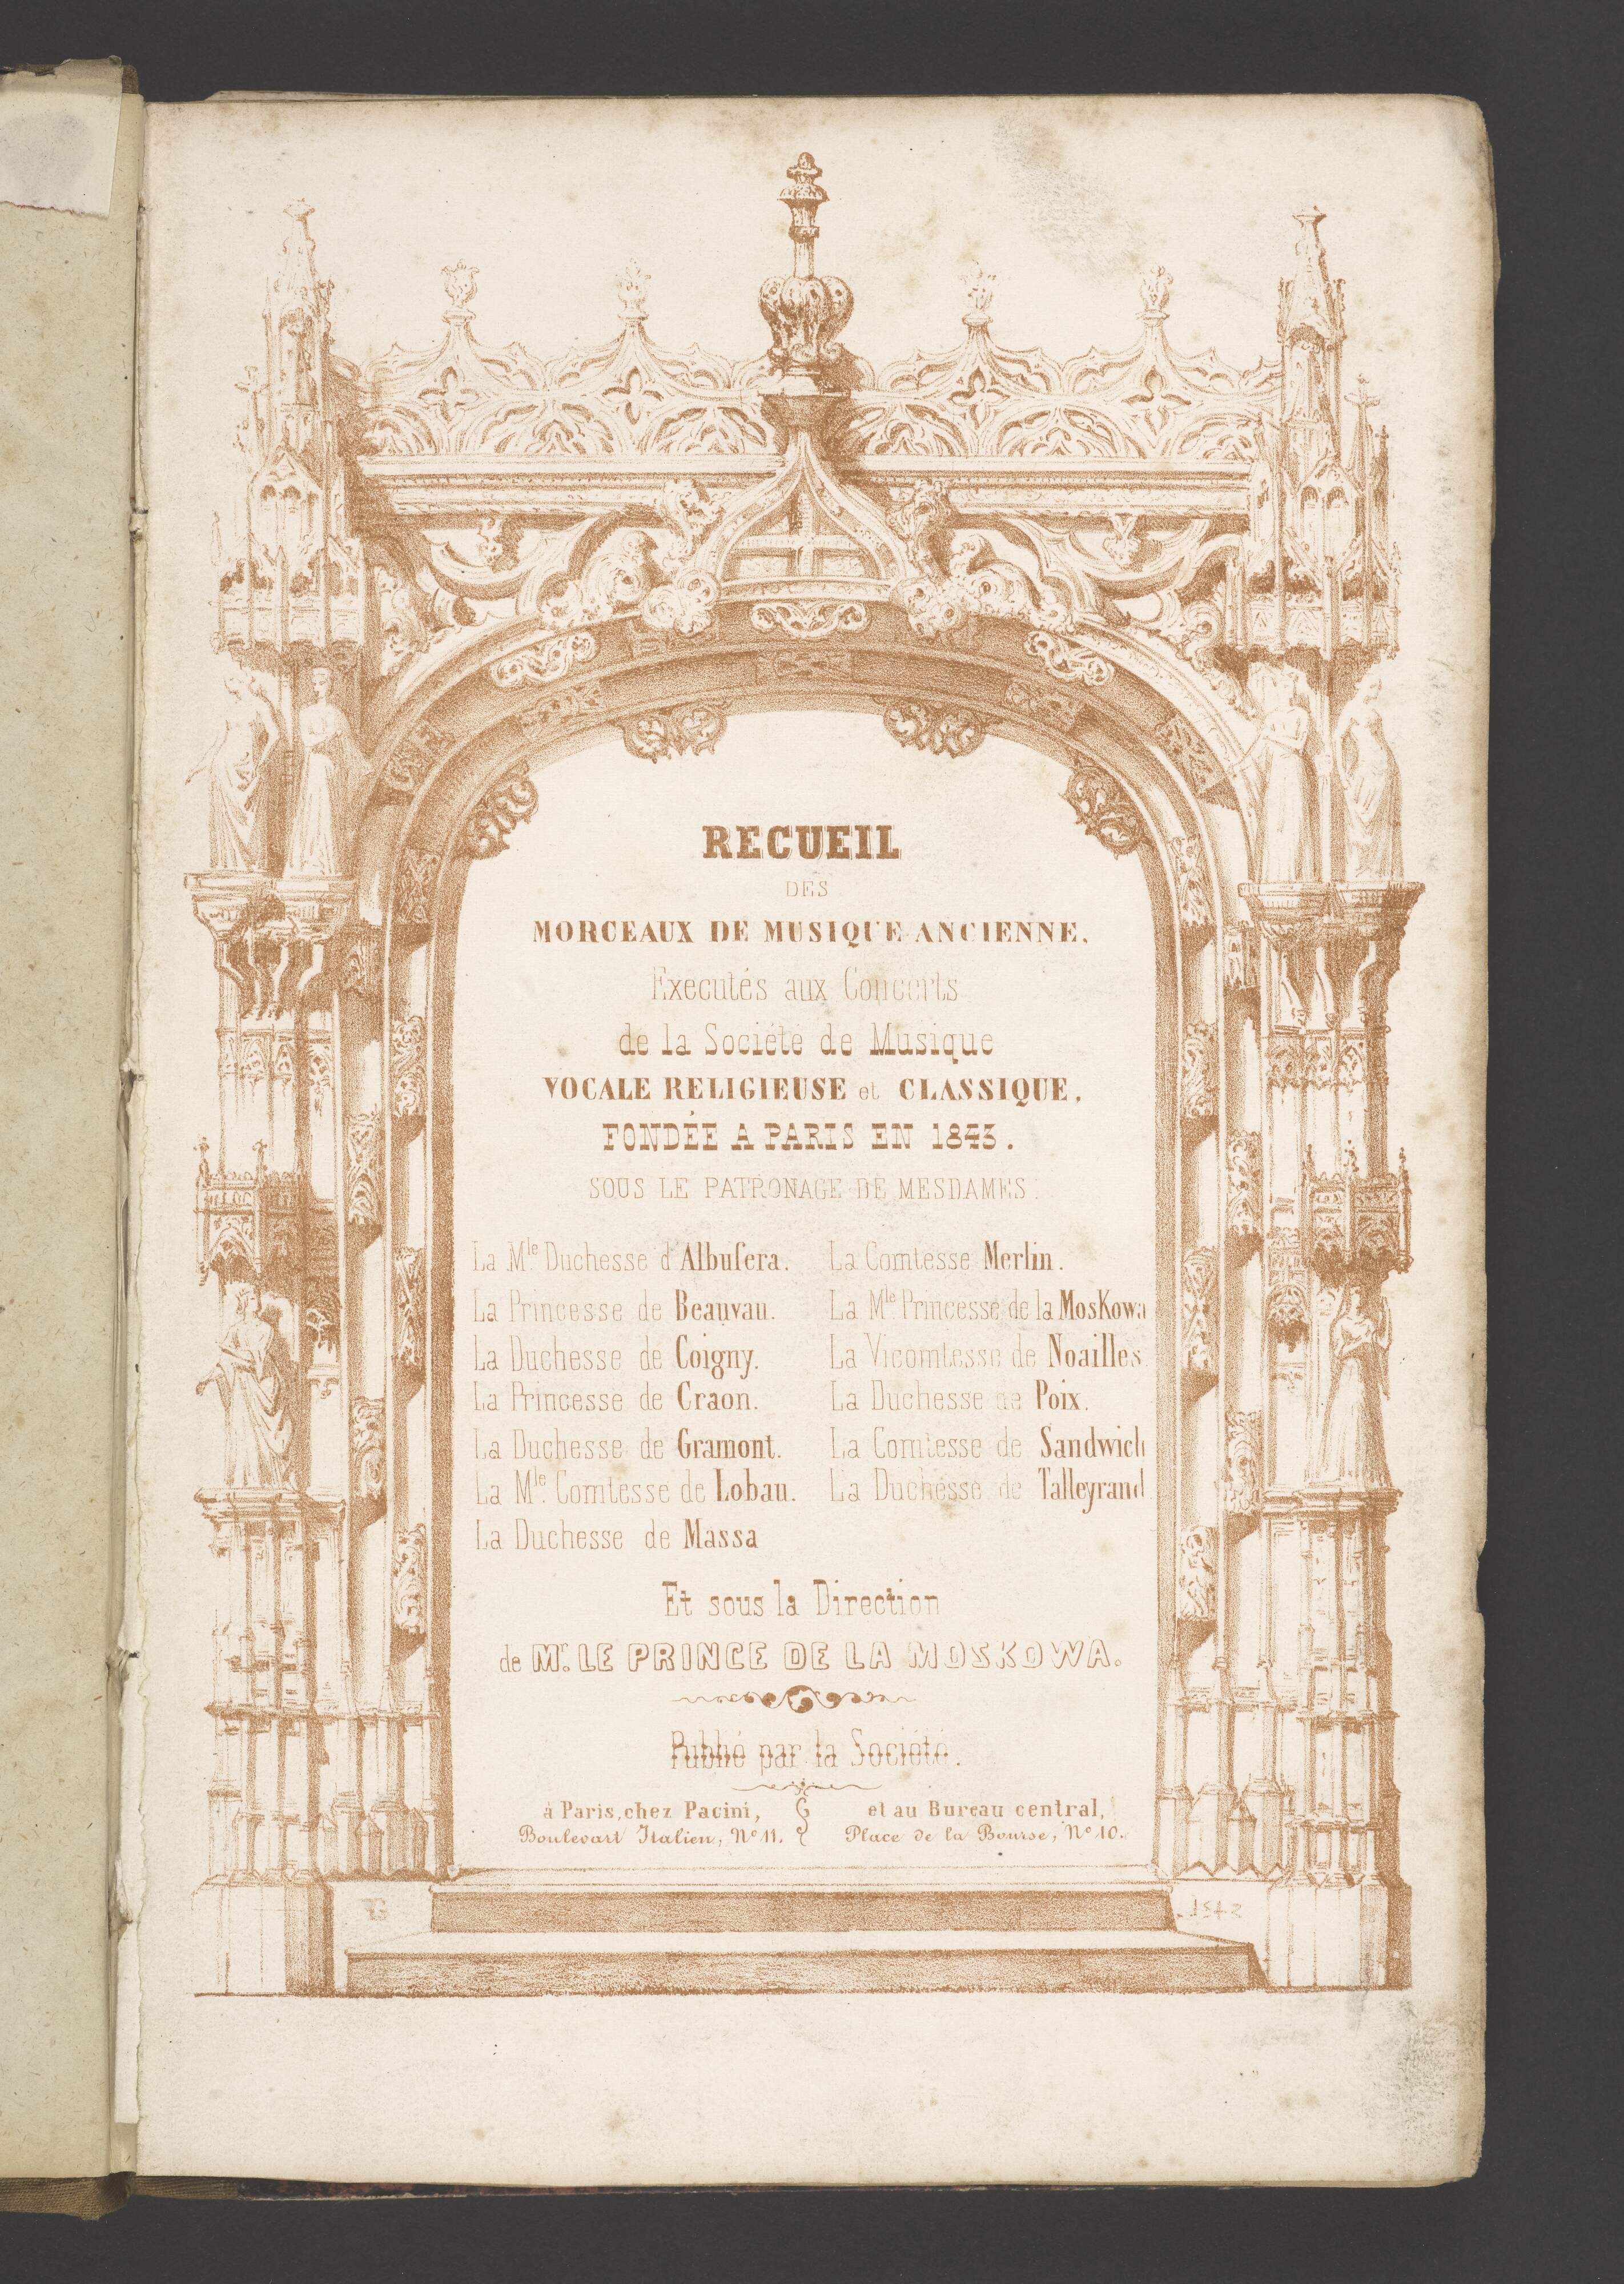 RECUEIL
DES
MORCEAUX DE MUSIQUE ANCIENNE,
Executés aux Concerts
de la Société de Musique
VOCALE RELIGIEUSE et CLASSIQUE,
FONDÉE A PARIS EN 1843.
SOUS LE PATRONAGE DE MESDAMES:
La Mle. Duchesse d'Albuſera.
La Princesse de Beauvau.
La Duchesse de Coigny.
La Princesse de Craon.
La Duchesse de Gramont.
La Mle. Comtesse de Lobau.
La Duchesse de Massa
La Comtesse Merlin.
La Mle Princesse de la MosKowa
La Vicomtesse de Noailles.
La Duchesse de Poix.
La Comtesse de Sandwich
La Duchesse de Talleyrand
Et sous la Direction
de Mr. LE PRINCE DE LA MOSKOWA.
Publié par la Société.
à Paris, chez Pacini,
Boulevart Italien, No 11.
et au Bureau central,
Place de la Bourse, No 10.
1842